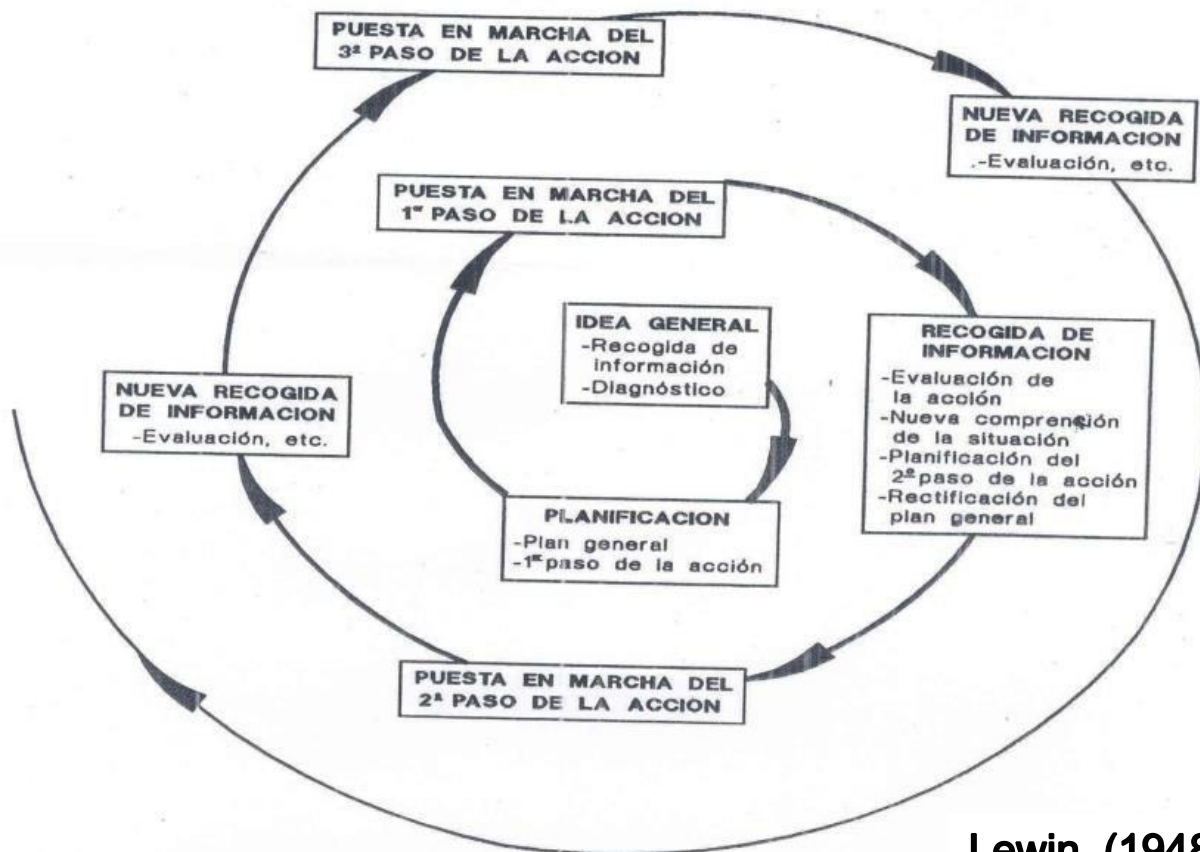 PUESTA EN MARCHA DEL
3ª PASO DE LA ACCION
NUEVA RECOGIDA
DE INFORMACION
.-Evaluación, etc.
PUESTA EN MARCHA DEL
1er PASO DE LA ACCION
IDEA GENERAL
-Recogida de
información
-Diagnóstico
RECOGIDA DE
INFORMACION
-Evaluación de
la acción
-Nueva comprensión
de la situación
-Planificación del
2º paso de la acción
-Rectificación del
plan general
NUEVA RECOGIDA
DE INFORMACION
-Evaluación, etc.
PLANIFICACION
-Plan general
-1er paso de la acción
PUESTA EN MARCHA DEL
2ª PASO DE LA ACCION
Lewin (1948